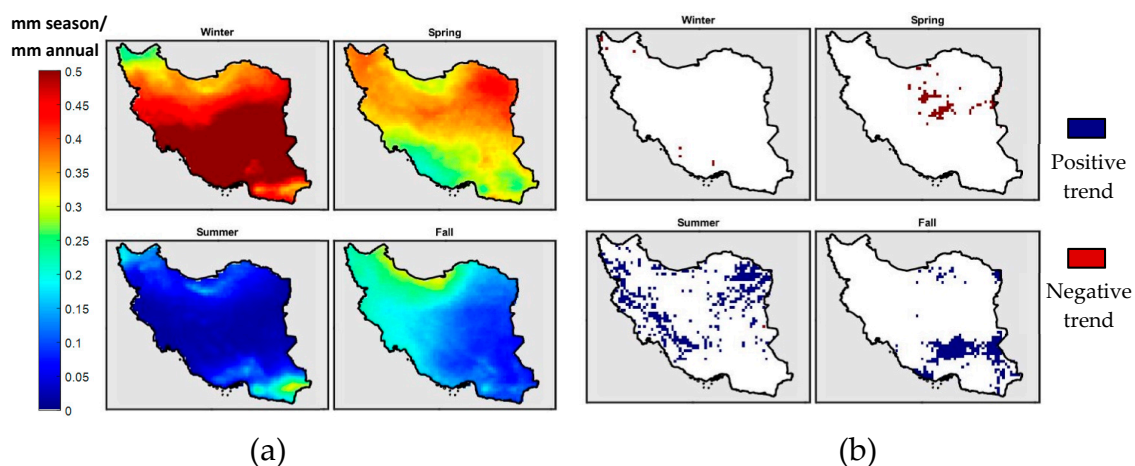 mm season/
mm annual
Winter
Spring
0.5
0.45
0.4
0.35
0.3
0.25
0.2
0.15
0.1
0.05
0
Summer
Fall
(a)
Winter
Spring
Summer
Fall
Positive
trend
Negative
trend
(b)